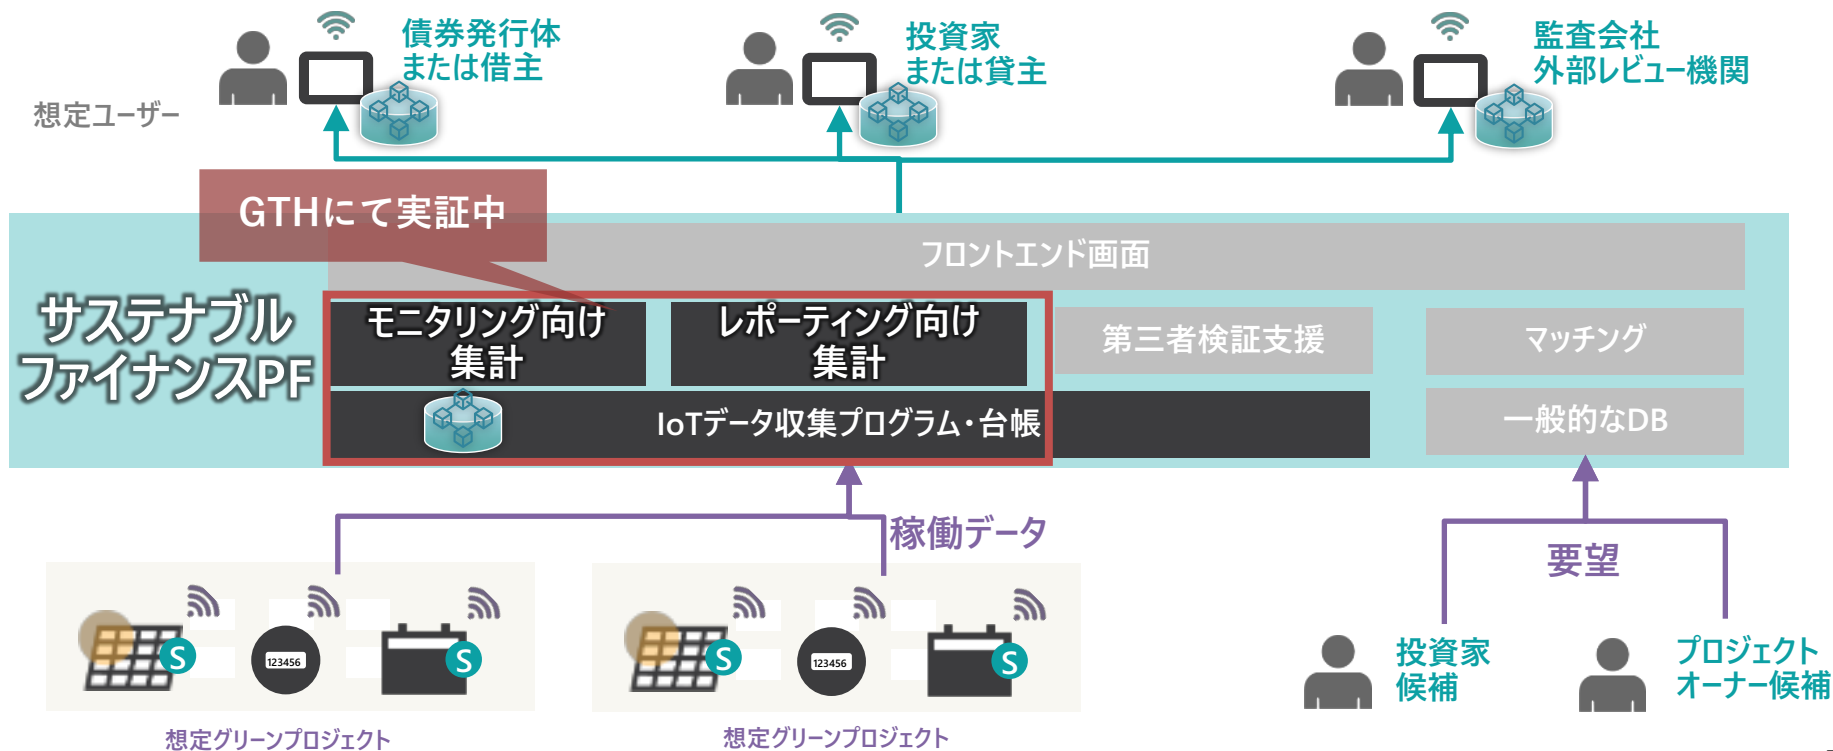 債券発行体
または借主
投資家
または貸主
監査会社
外部レビュー機関
想定ユーザー
GTHにて実証中
フロントエンド画面
サステナブル
ファイナンスPF
モニタリング向け
集計
レポーティング向け
集計
第三者検証支援
マッチング
IoTデータ収集プログラム・台帳
一般的なDB
稼働データ
要望
S
123456
S
S
123456
S
投資家
候補
プロジェクト
オーナー候補
想定グリーンプロジェクト
想定グリーンプロジェクト